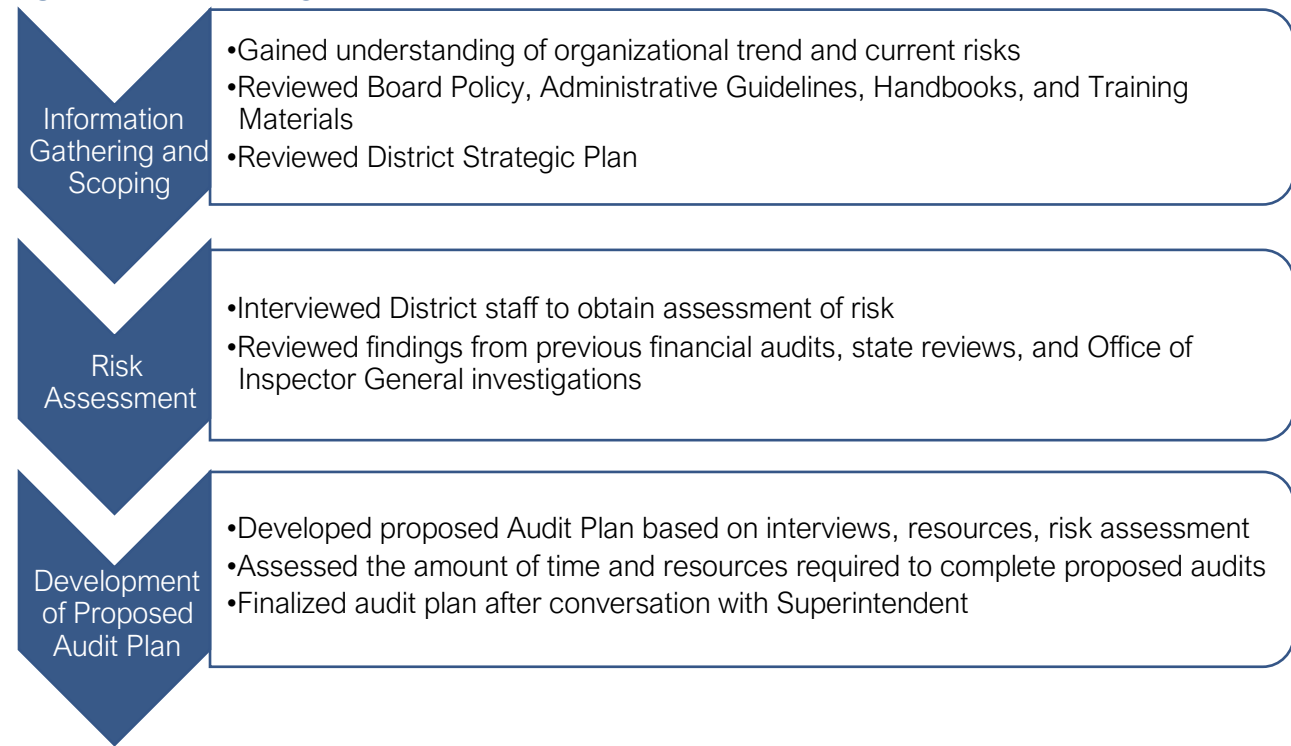 Information
Gathering and
Scoping
•Gained understanding of organizational trend and current risks
•Reviewed Board Policy, Administrative Guidelines, Handbooks, and Training
Materials
•Reviewed District Strategic Plan
Risk
Assessment
•Interviewed District staff to obtain assessment of risk
•Reviewed findings from previous financial audits, state reviews, and Office of
Inspector General investigations
Development
of Proposed
Audit Plan
•Developed proposed Audit Plan based on interviews, resources, risk assessment
•Assessed the amount of time and resources required to complete proposed audits
•Finalized audit plan after conversation with Superintendent